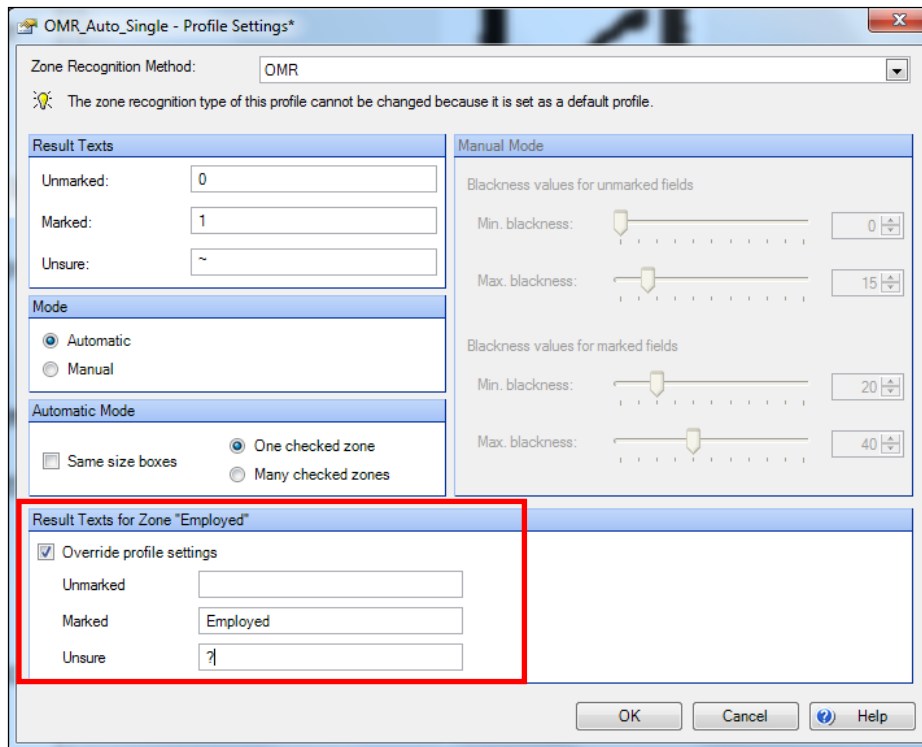 OMR_Auto_Single - Profile Settings*
Zone Recognition Method: OMR
The zone recognition type of this profile cannot be changed because it is set as a default profile.
Result Texts
Unmarked: 0
Marked: 1
Unsure: ~
Mode
Automatic
Manual
Automatic Mode
Same size boxes
One checked zone
Many checked zones
Manual Mode
Blackness values for unmarked fields
Min. blackness: 0
Max. blackness: 15
Blackness values for marked fields
Min. blackness: 20
Max. blackness: 40
Result Texts for Zone "Employed"
Override profile settings
Unmarked
Marked Employed
Unsure ?
OK Cancel Help